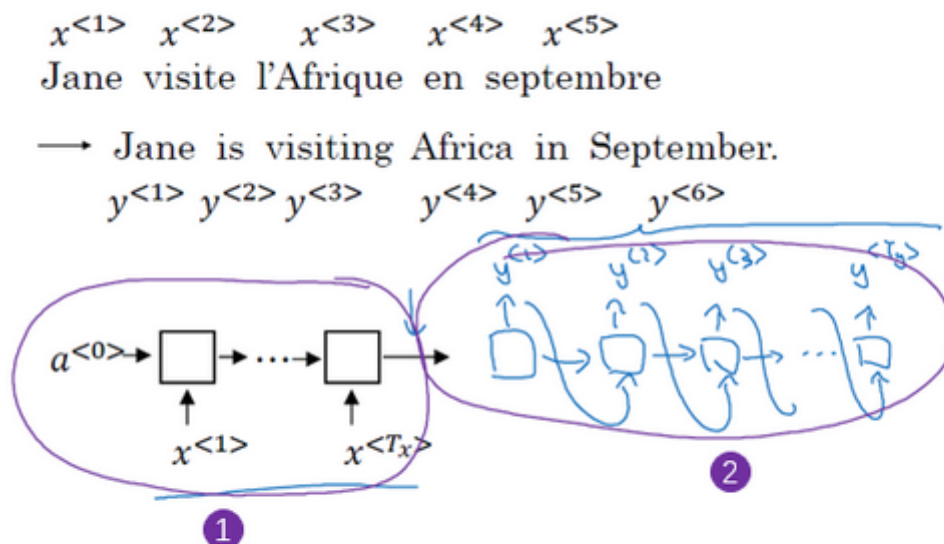 x<1> x<2> x<3> x<4> x<5>
Jane visite l'Afrique en septembre
→ Jane is visiting Africa in September.
y<1> y<2> y<3> y<4> y<5> y<6>
y<1> y<2> y<3> y<Ty>
a<0> → → ... → → → → → ...
x<1> x<Tx>
1 2